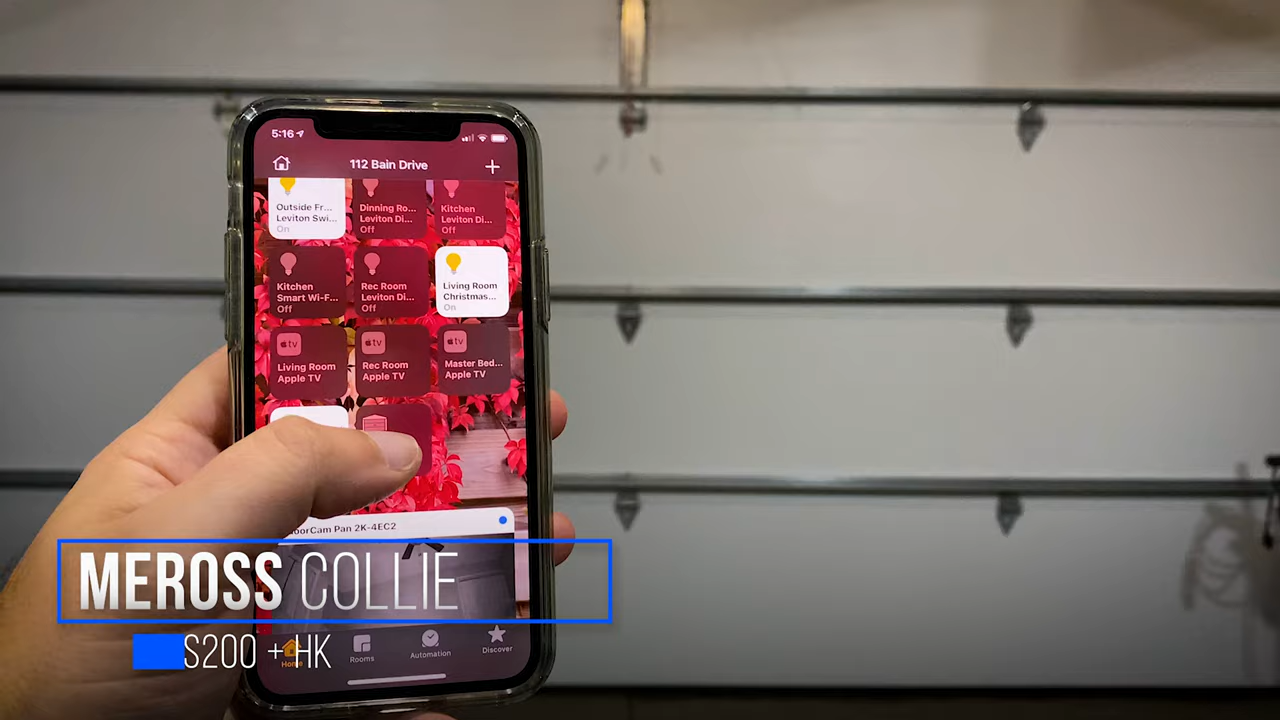 5:16
112 Bain Drive
Outside Fr...
Leviton Swi...
On
Dinning Ro...
Leviton Di...
Off
Kitchen
Leviton Di...
Off
Kitchen
Smart Wi-F...
Off
Rec Room
Leviton Di...
Off
Living Room
Christmas...
On
tv
Living Room
Apple TV
tv
Rec Room
Apple TV
tv
Master Bed...
Apple TV
oorCam Pan 2K-4EC2
MEROSS COLLIE
S200 + HK
Home
Rooms
Automation
Discover